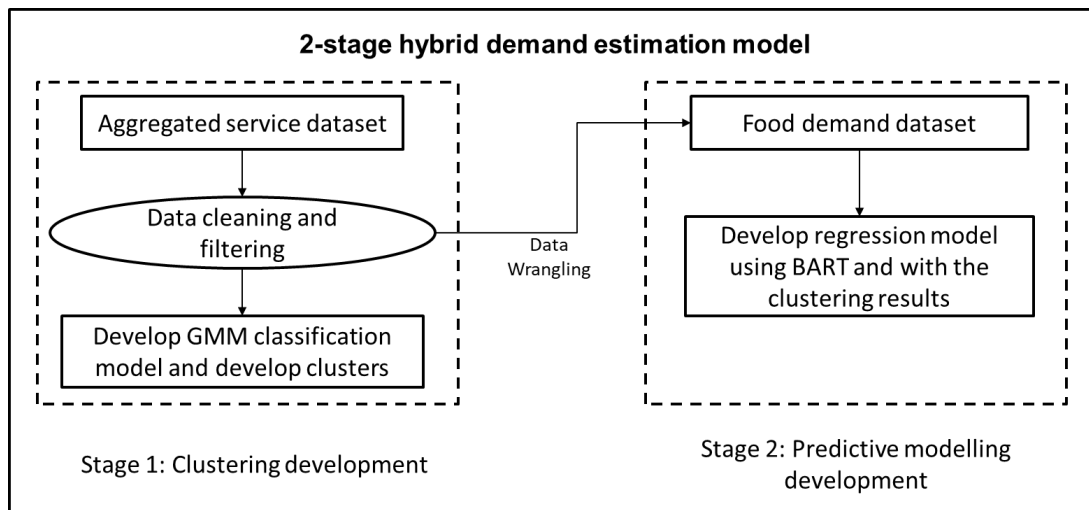 2-stage hybrid demand estimation model
Aggregated service dataset
Data cleaning and
filtering
Develop GMM classification
model and develop clusters
Stage 1: Clustering development
Data
Wrangling
Food demand dataset
Develop regression model
using BART and with the
clustering results
Stage 2: Predictive modelling
development